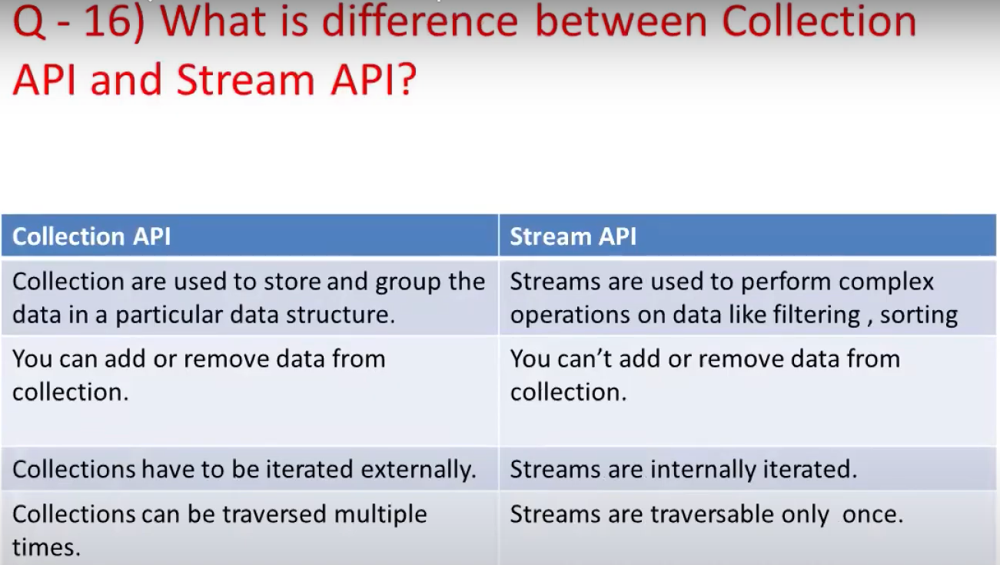 Q - 16) What is difference between Collection
API and Stream API?
Collection API
Stream API
Collection are used to store and group the
data in a particular data structure.
Streams are used to perform complex
operations on data like filtering , sorting
You can add or remove data from
collection.
You can't add or remove data from
collection.
Collections have to be iterated externally.
Streams are internally iterated.
Collections can be traversed multiple
times.
Streams are traversable only once.